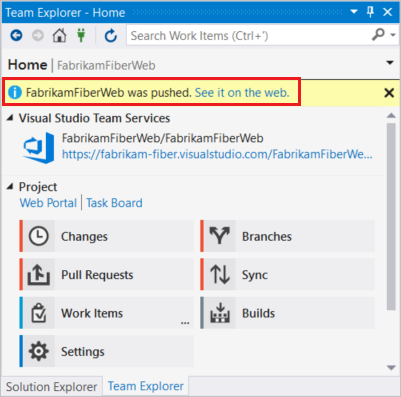 Team Explorer - Home
Search Work Items (Ctrl+')
Home | FabrikamFiberWeb
FabrikamFiberWeb was pushed. See it on the web.
Visual Studio Team Services
FabrikamFiberWeb/FabrikamFiberWeb
https://fabrikam-fiber.visualstudio.com/FabrikamFiberWe...
Project
Web Portal | Task Board
Changes
Branches
Pull Requests
Sync
Work Items
...
Builds
Settings
Solution Explorer
Team Explorer